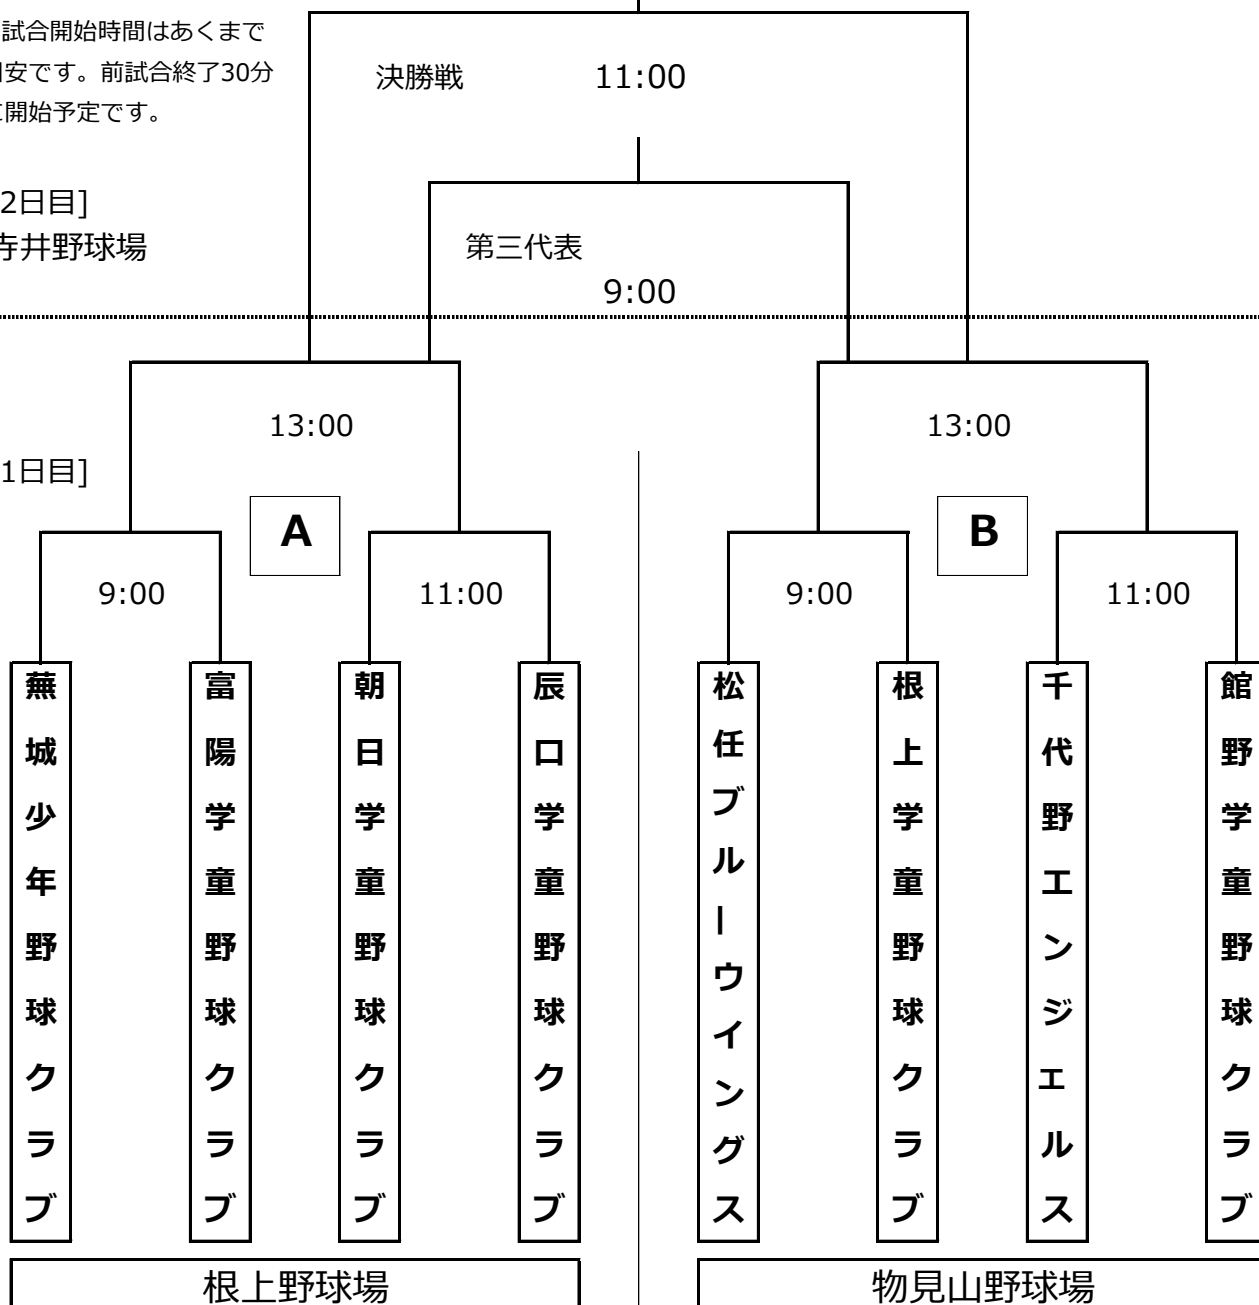 試合開始時間はあくまで
安です。前試合終了30分
開始予定です。
決勝戦 11:00
2日目]
寺井野球場
第三代表
9:00
13:00
13:00
1日目]
A
B
9:00
11:00
9:00
11:00
蕪城少年野球クラブ
富陽学童野球クラブ
朝日学童野球クラブ
辰口学童野球クラブ
松任ブルーウイングス
根上学童野球クラブ
千代野エンジェルス
館野学童野球クラブ
根上野球場
物見山野球場